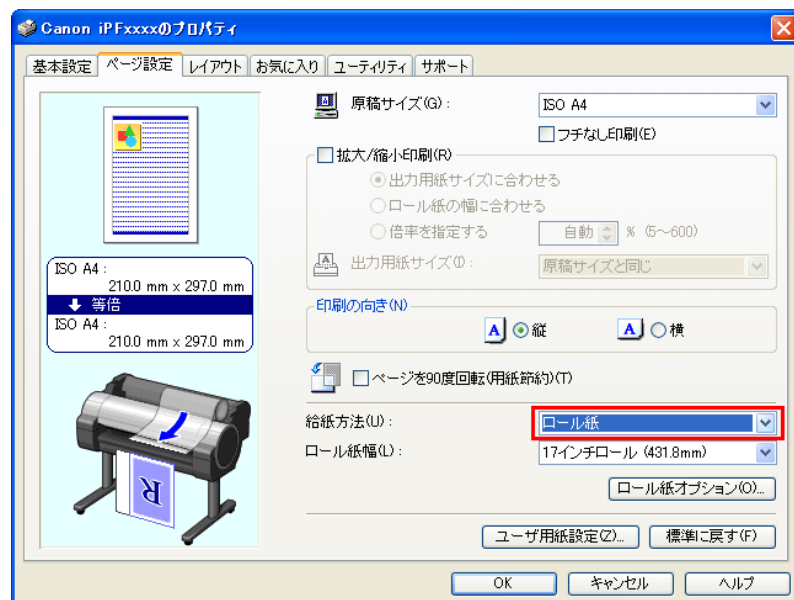 Canon iPFxxxxのプロパティ
基本設定 ページ設定 レイアウト お気に入り ユーティリティ サポート
原稿サイズ(G) : ISO A4
フチなし印刷(E)
拡大/縮小印刷(R)
出力用紙サイズに合わせる
ロール紙の幅に合わせる
倍率を指定する 自動 % (5～600)
出力用紙サイズ(I) : 原稿サイズと同じ
ISO A4 :
210.0 mm x 297.0 mm
等倍
ISO A4 :
210.0 mm x 297.0 mm
印刷の向き(N)
A 縦 A 横
ページを90度回転(用紙節約)(T)
給紙方法(U) : ロール紙
ロール紙幅(L) : 17インチロール (431.8mm)
R
ロール紙オプション(O)...
ユーザ用紙設定(Z)... 標準に戻す(F)
OK キャンセル ヘルプ